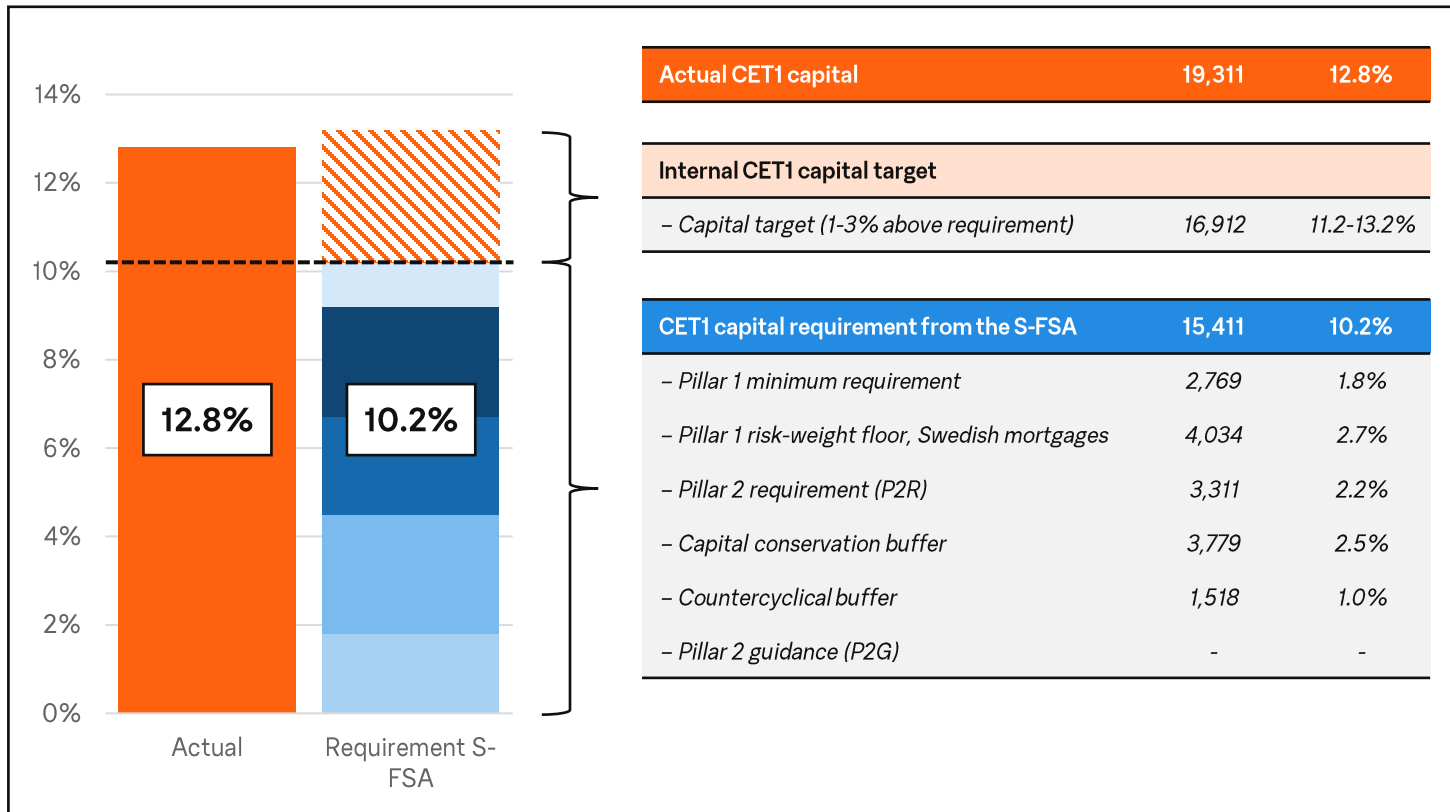 14%
12%
10%
8%
6%
4%
2%
0%
12.8%
10.2%
Actual
Requirement S-
FSA
Actual CET1 capital 19,311 12.8%
Internal CET1 capital target
– Capital target (1-3% above requirement) 16,912 11.2-13.2%
CET1 capital requirement from the S-FSA 15,411 10.2%
– Pillar 1 minimum requirement 2,769 1.8%
– Pillar 1 risk-weight floor, Swedish mortgages 4,034 2.7%
– Pillar 2 requirement (P2R) 3,311 2.2%
– Capital conservation buffer 3,779 2.5%
– Countercyclical buffer 1,518 1.0%
– Pillar 2 guidance (P2G) - -